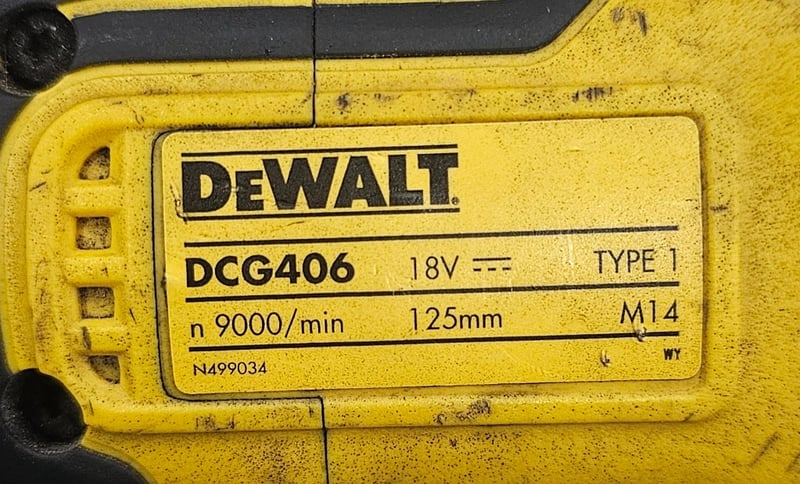 DEWALT®
DCG406 18V ⎓ TYPE 1
n 9000/min 125mm M14
N499034 WY